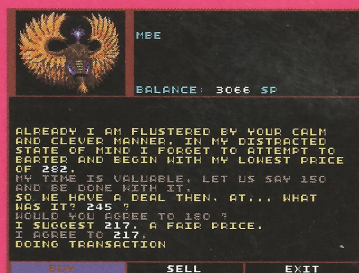 MBE
BALANCE: 3066 SP
ALREADY I AM FLUSTERED BY YOUR CALM
AND CLEVER MANNER. IN MY DISTRACTED
STATE OF MIND I FORGET TO ATTEMPT TO
BARTER AND BEGIN WITH MY LOWEST PRICE
OF 282.
MY TIME IS VALUABLE. LET US SAY 150
AND BE DONE WITH IT.
SO WE HAVE A DEAL THEN, AT... WHAT
WAS IT? 245 ?
WOULD YOU AGREE TO 180 ?
I SUGGEST 217. A FAIR PRICE.
I AGREE TO 217.
DOING TRANSACTION
BUY SELL EXIT